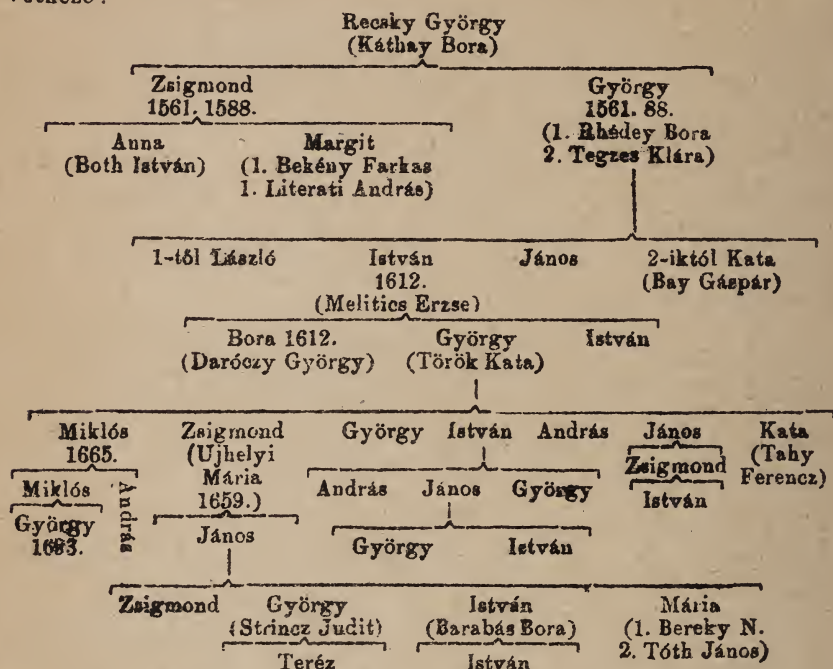 Recsky György
(Káthay Bora)
Zsigmond György
1561. 1588. 1561. 88.
(1. Rhédey Bora
2. Tegzes Klára)
Anna Margit
(Both István) (1. Bekény Farkas
1. Literati András)
1-től László István János 2-iktól Kata
1612. (Bay Gáspár)
(Melitics Erzse)
Bora 1612. György István
(Daróczy György) (Török Kata)
Miklós Zsigmond György István András János Kata
1665. (Ujhelyi (Tahy
Mária Ferencz)
1659.)
Zsigmond
István
Miklós András
György
1683.
János
András János György
György István
Zsigmond György István Mária
(Strincz Judit) (Barabás Bora) (1. Bereky N.
2. Tóth János)
Teréz István